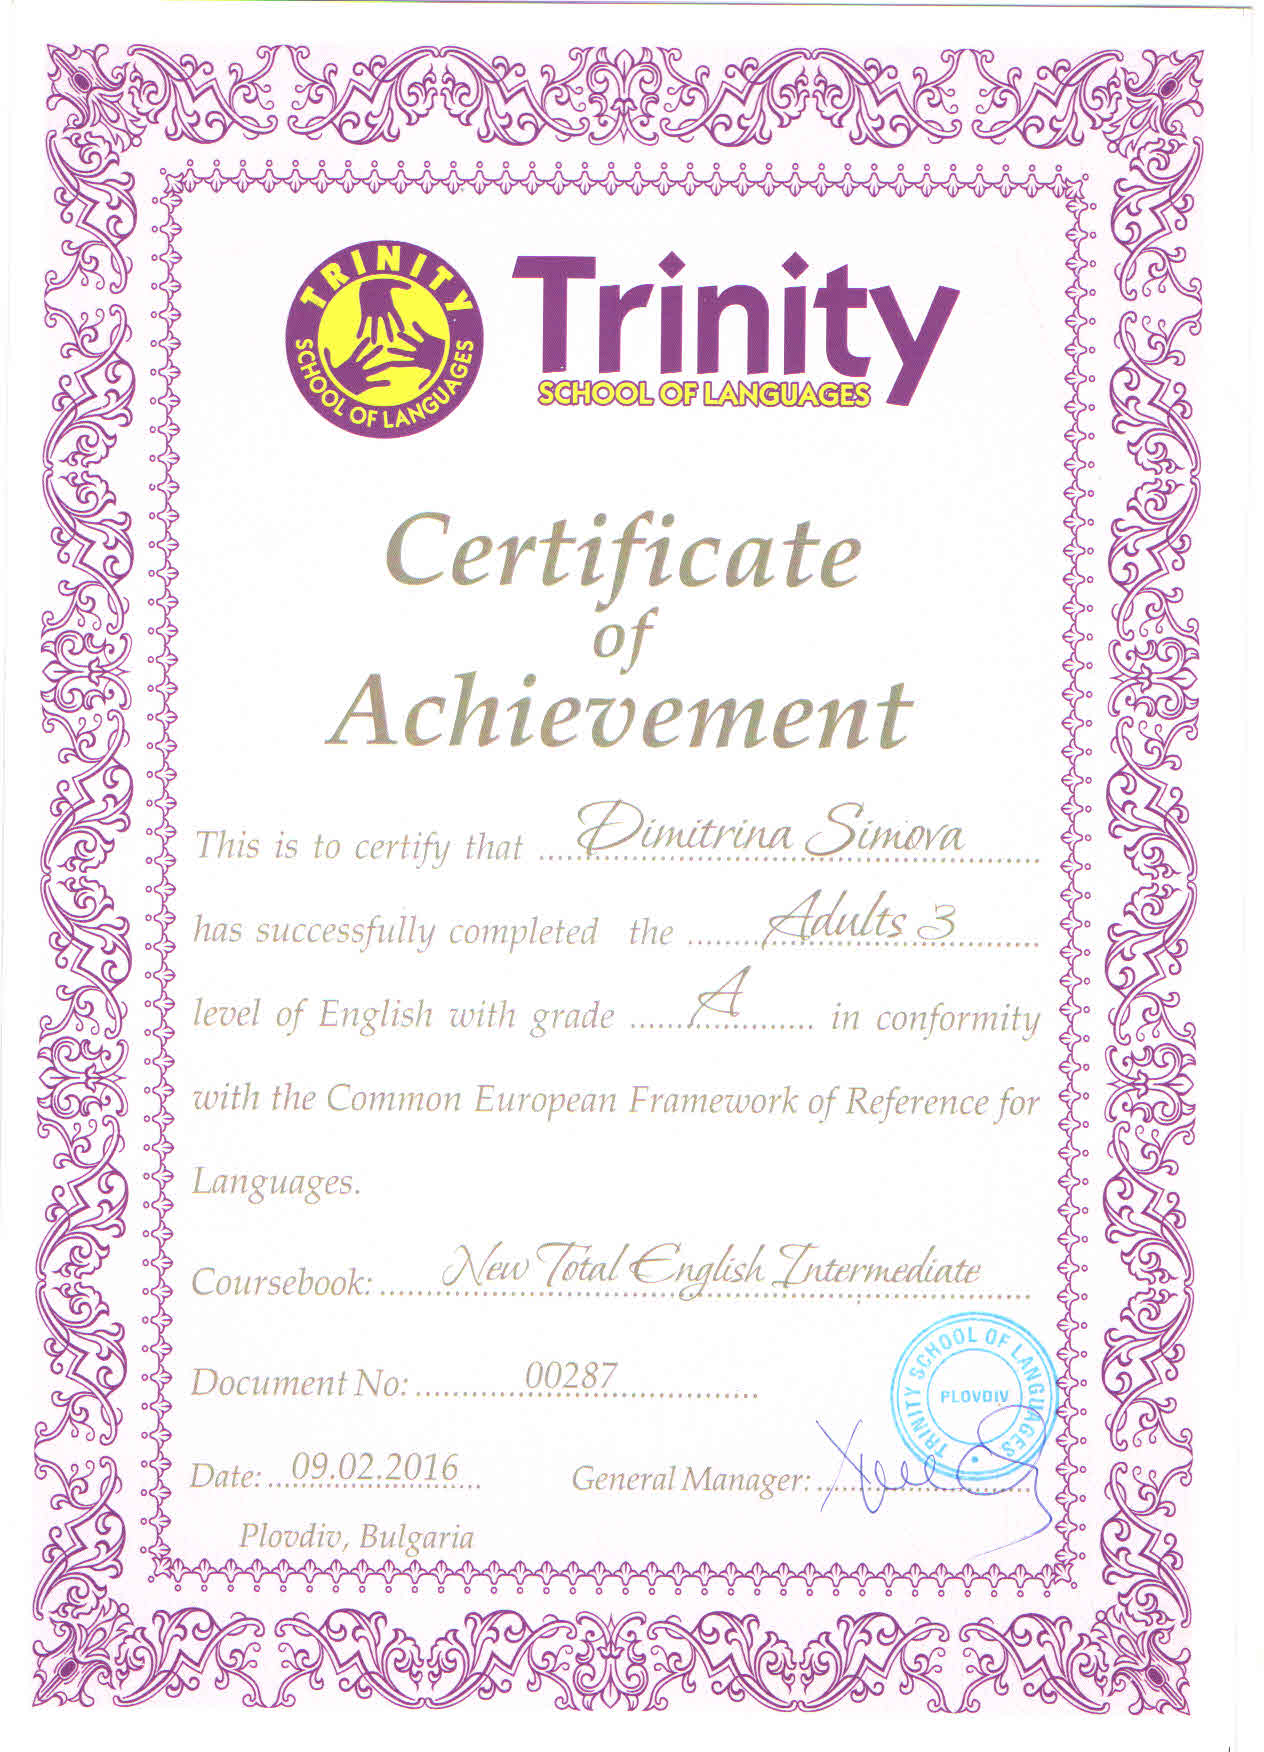 TRINITY
SCHOOL OF LANGUAGES
Trinity
SCHOOL OF LANGUAGES
Certificate
of
Achievement
This is to certify that Dimitrina Simova
has successfully completed the Adults 3
level of English with grade A in conformity
with the Common European Framework of Reference for
Languages.
Coursebook: New Total English Intermediate
Document No: 00287
TRINITY SCHOOL OF LANGUAGES
PLOVDIV
Date: 09.02.2016 General Manager:
Plovdiv, Bulgaria